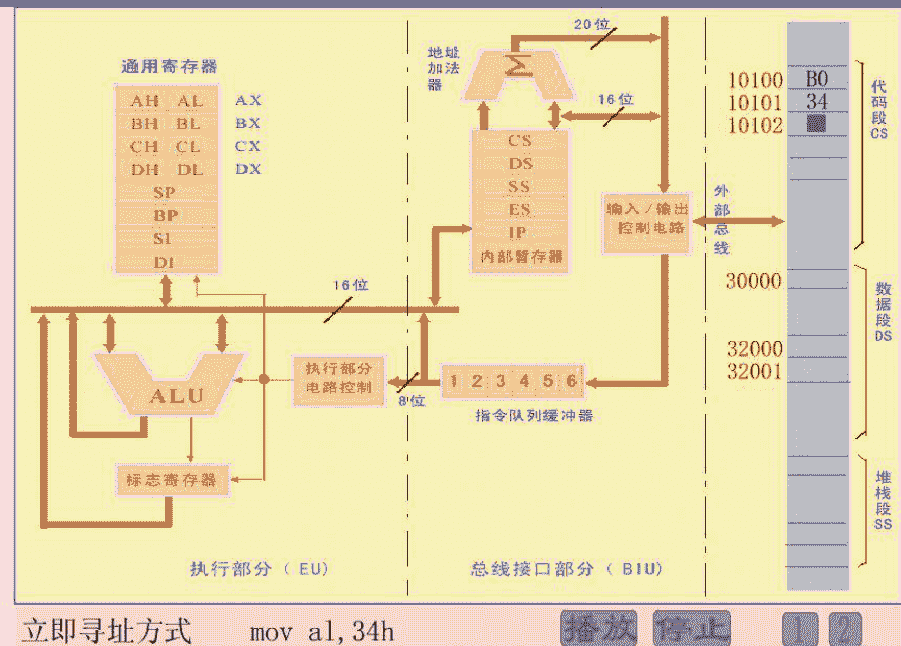 20位
地址
加法
器
Σ
通用寄存器
16位
AH AL AX
BH BL BX
CH CL CX
DH DL DX
SP
BP
SI
DI
CS
DS
SS
ES
IP
内部暂存器
输入/输出
控制电路
外
部
总
线
10100 B0
10101 34
10102
代
码
段
CS
30000
数
据
段
DS
32000
32001
16位
ALU
执行部分
电路控制
8位
1 2 3 4 5 6
指令队列缓冲器
标志寄存器
堆
栈
段
SS
执行部分（EU）
总线接口部分（BIU）
立即寻址方式 mov al,34h
播放 停止 1 2